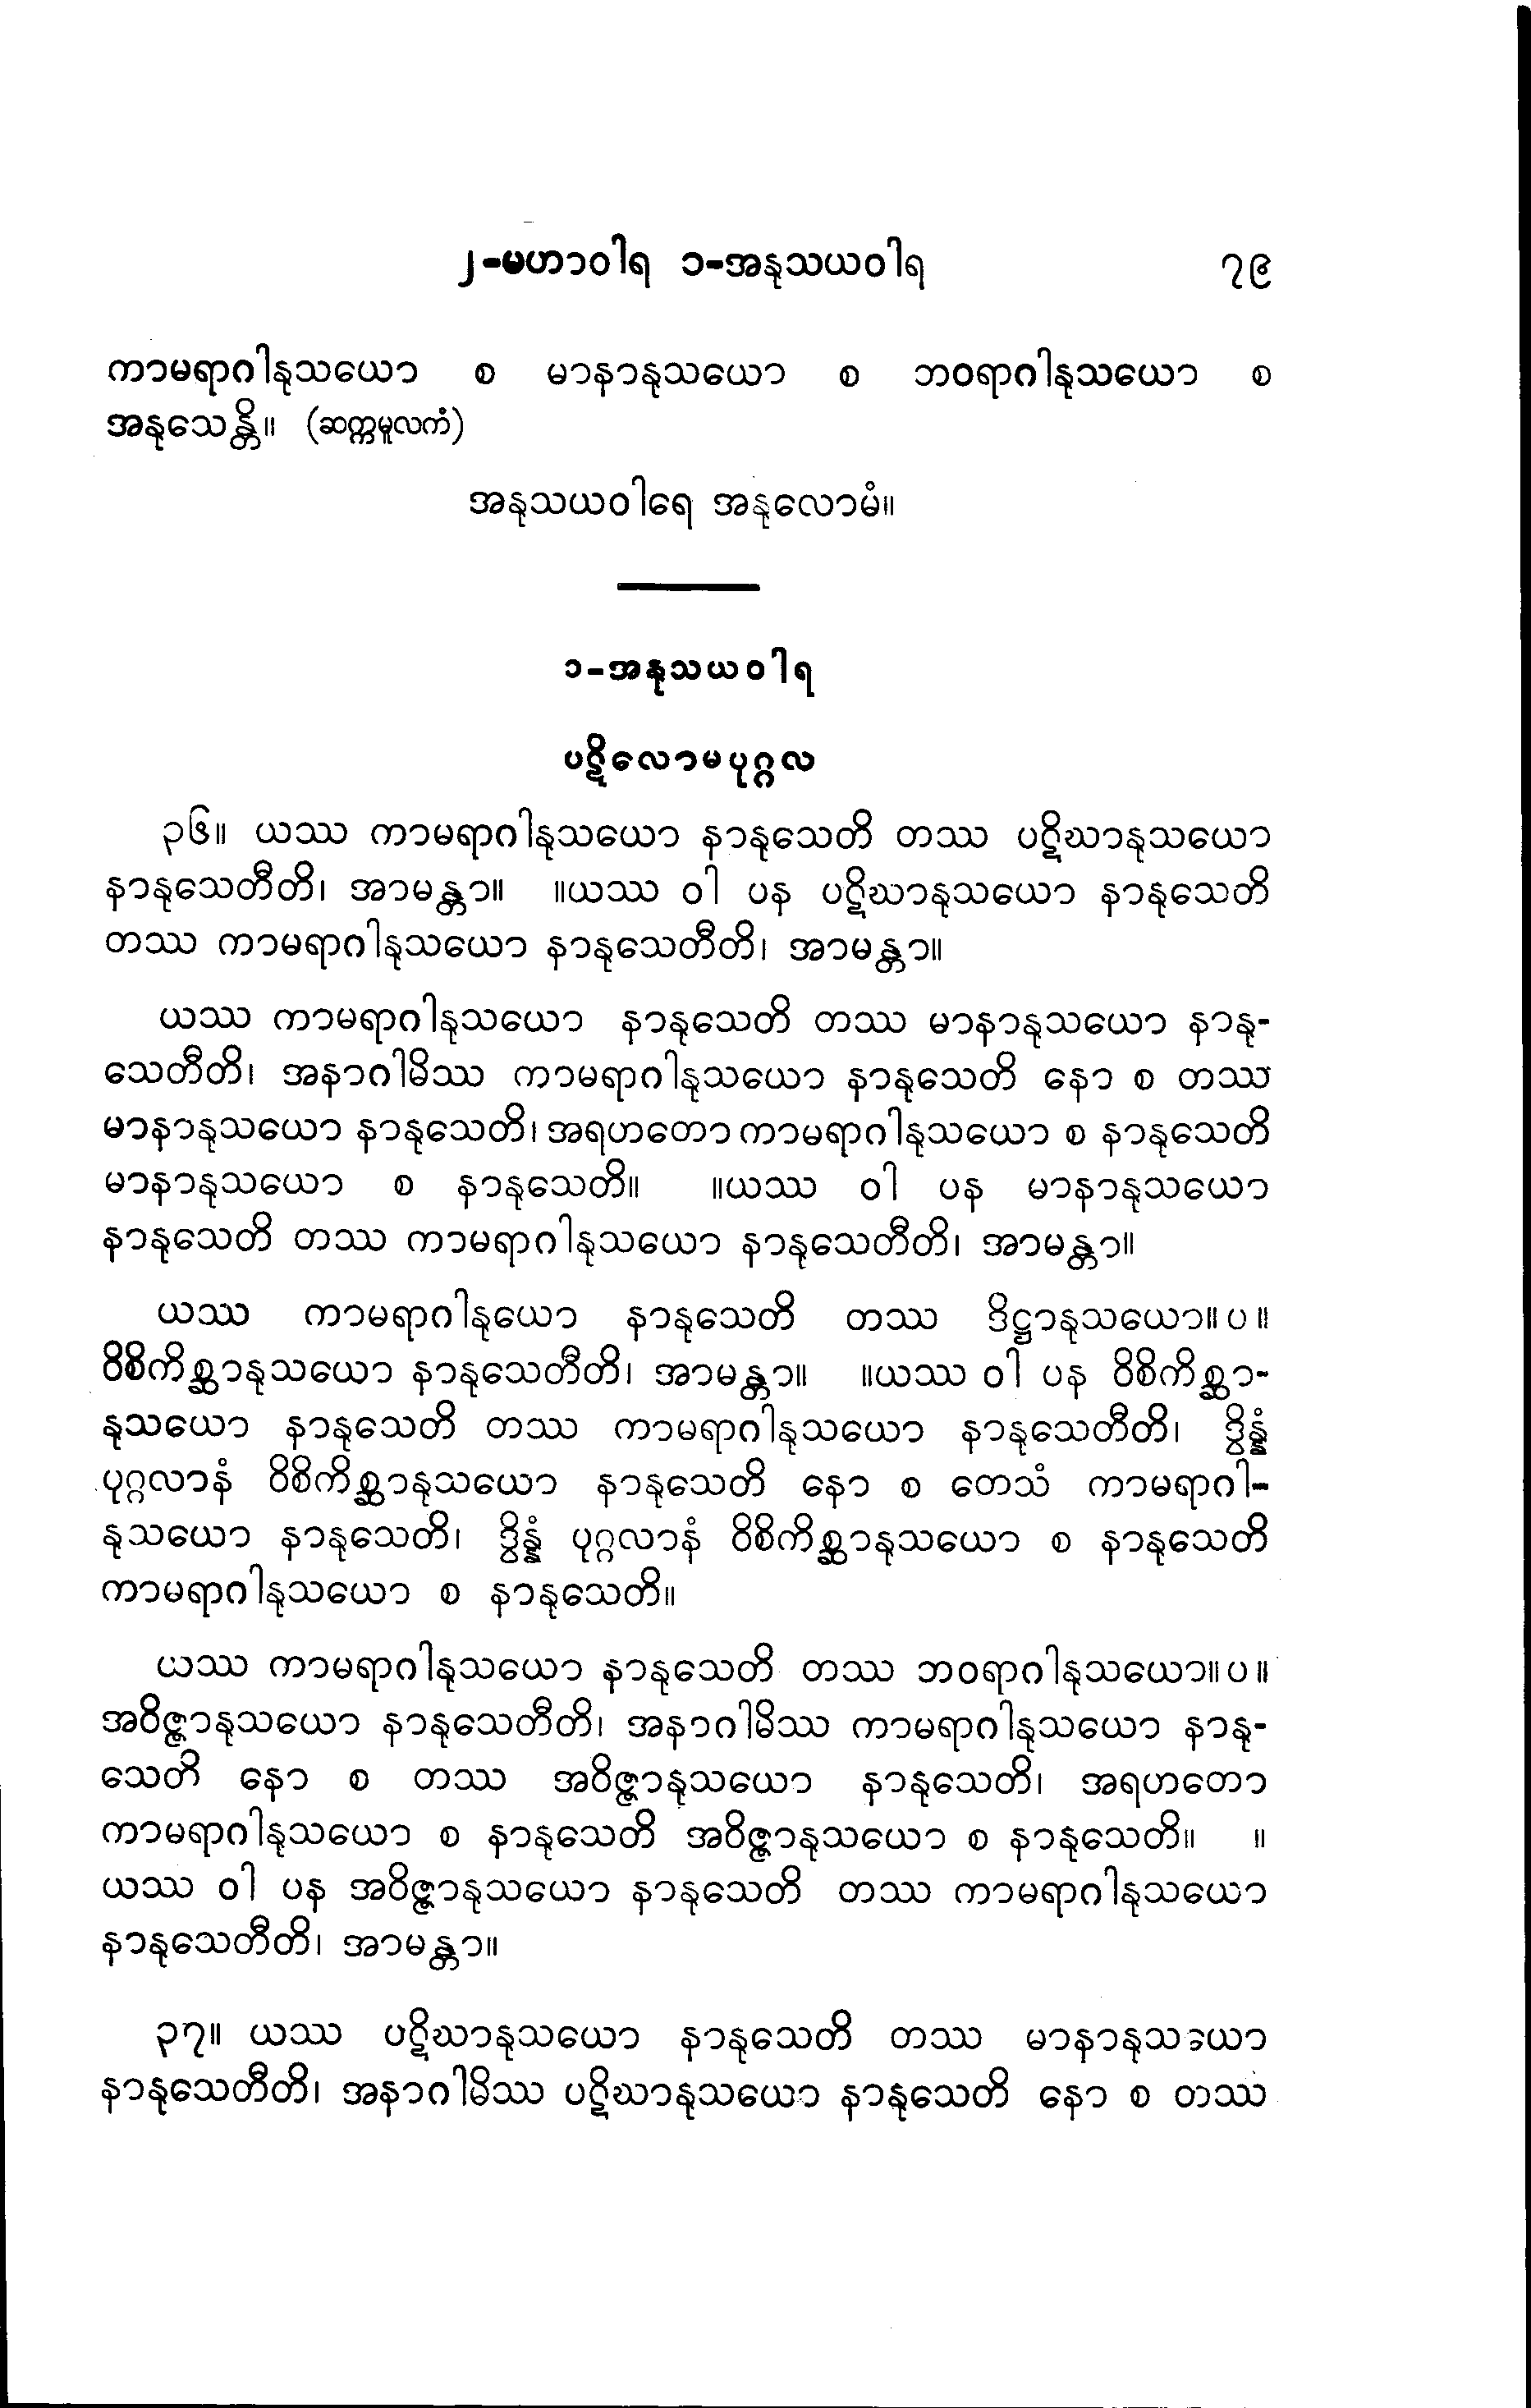 ၂-မဟာဝါရ ၁-အနုသယဝါရ ၇၉
ကာမရာဂါနုသယော စ မာနာနုသယော စ ဘဝရာဂါနုသယော စ
အနုသေန္တိ။ (ဆက္ကမူလကံ)
အနုသယဝါရေ အနုလောမံ။
၁-အနုသယဝါရ
ပဋိလောမပုဂ္ဂလ
၃၆။ ယဿ ကာမရာဂါနုသယော နာနုသေတိ တဿ ပဋိဃာနုသယော
နာနုသေတီတိ၊ အာမန္တာ။ ။ယဿ ဝါ ပန ပဋိဃာနုသယော နာနုသေတိ
တဿ ကာမရာဂါနုသယော နာနုသေတီတိ၊ အာမန္တာ။
ယဿ ကာမရာဂါနုသယော နာနုသေတိ တဿ မာနာနုသယော နာနု-
သေတီတိ၊ အနာဂါမိဿ ကာမရာဂါနုသယော နာနုသေတိ နော စ တဿ
မာနာနုသယော နာနုသေတိ၊ အရဟတော ကာမရာဂါနုသယော စ နာနုသေတိ
မာနာနုသယော စ နာနုသေတိ။ ။ယဿ ဝါ ပန မာနာနုသယော
နာနုသေတိ တဿ ကာမရာဂါနုသယော နာနုသေတီတိ၊ အာမန္တာ။
ယဿ ကာမရာဂါနုယော နာနုသေတိ တဿ ဒိဋ္ဌာနုသယော။ပ။
ဝိစိကိစ္ဆာနုသယော နာနုသေတီတိ၊ အာမန္တာ။ ။ယဿ ဝါ ပန ဝိစိကိစ္ဆာ-
နုသယော နာနုသေတိ တဿ ကာမရာဂါနုသယော နာနုသေတီတိ၊ ဒွိန္နံ
ပုဂ္ဂလာနံ ဝိစိကိစ္ဆာနုသယော နာနုသေတိ နော စ တေသံ ကာမရာဂါ-
နုသယော နာနုသေတိ၊ ဒွိန္နံ ပုဂ္ဂလာနံ ဝိစိကိစ္ဆာနုသယော စ နာနုသေတိ
ကာမရာဂါနုသယော စ နာနုသေတိ။
ယဿ ကာမရာဂါနုသယော နာနုသေတိ တဿ ဘဝရာဂါနုသယော။ပ။
အဝိဇ္ဇာနုသယော နာနုသေတီတိ၊ အနာဂါမိဿ ကာမရာဂါနုသယော နာနု-
သေတိ နော စ တဿ အဝိဇ္ဇာနုသယော နာနုသေတိ၊ အရဟတော
ကာမရာဂါနုသယော စ နာနုသေတိ အဝိဇ္ဇာနုသယော စ နာနုသေတိ။ ။
ယဿ ဝါ ပန အဝိဇ္ဇာနုသယော နာနုသေတိ တဿ ကာမရာဂါနုသယော
နာနုသေတီတိ၊ အာမန္တာ။
၃၇။ ယဿ ပဋိဃာနုသယော နာနုသေတိ တဿ မာနာနုသယော
နာနုသေတီတိ၊ အနာဂါမိဿ ပဋိဃာနုသယော နာနုသေတိ နော စ တဿ